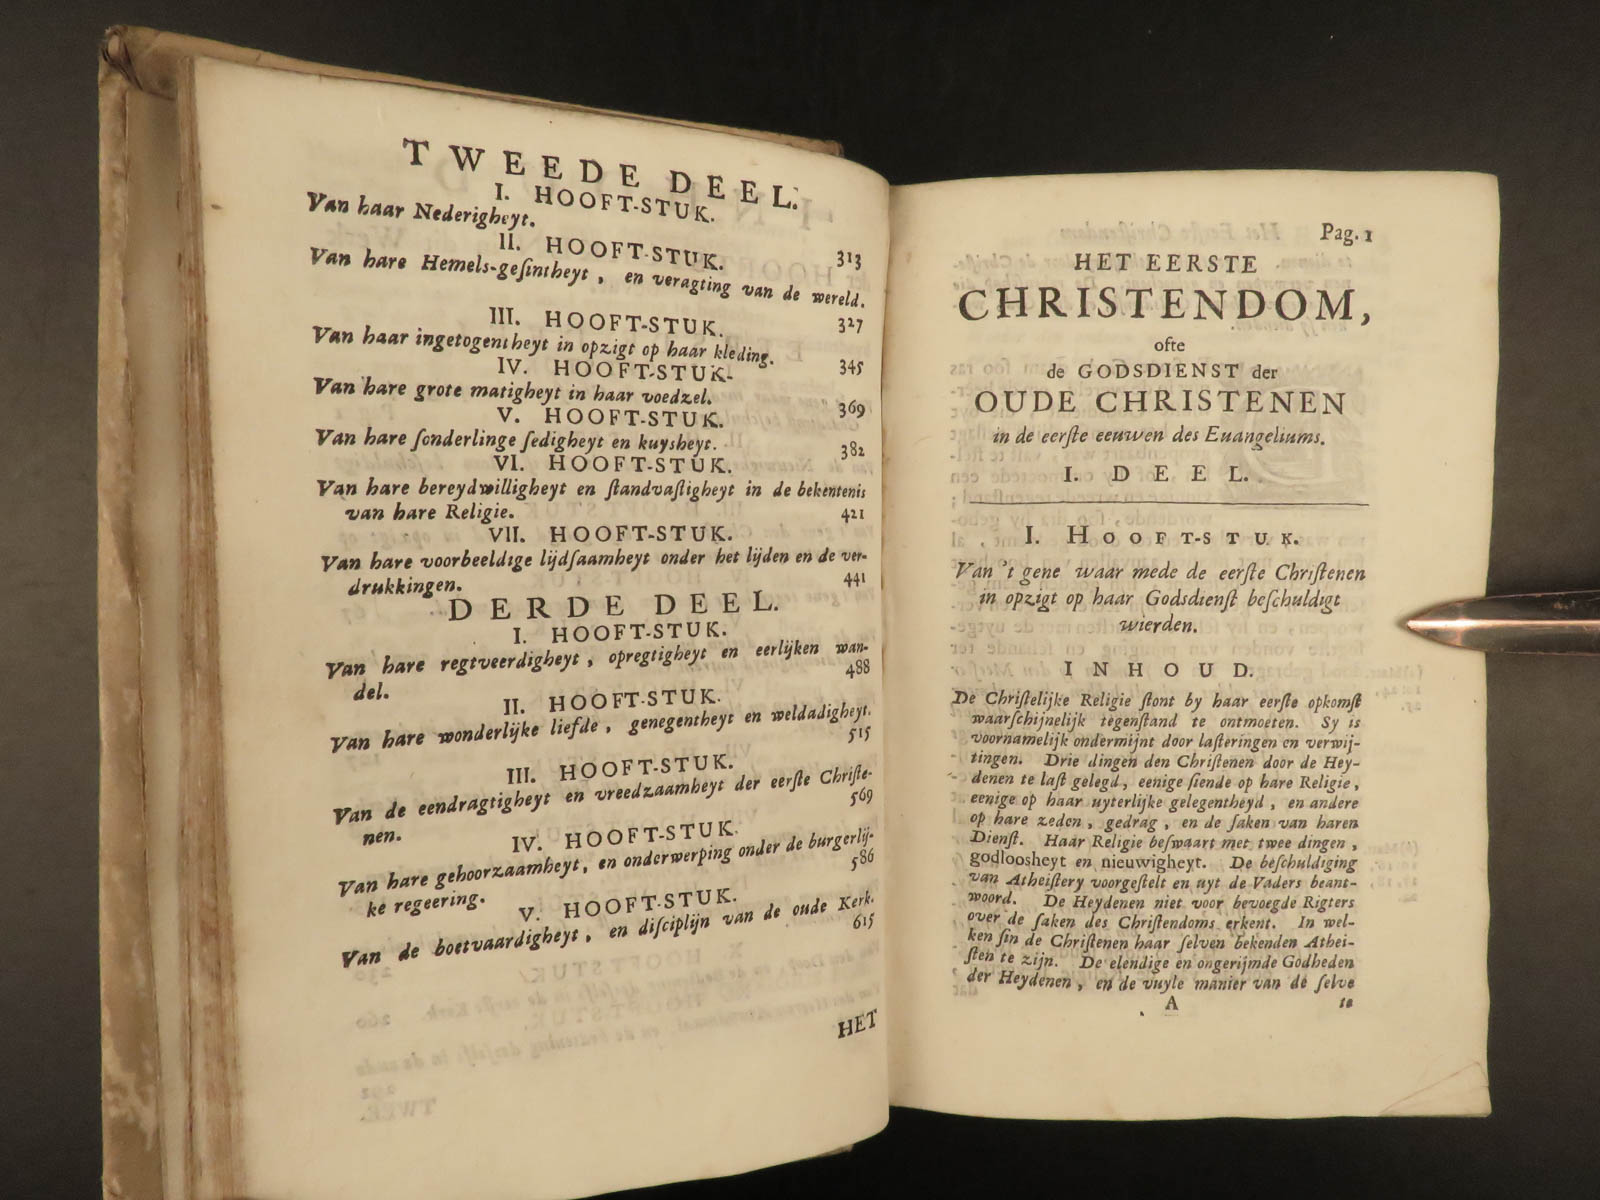 TWEEDE DEEL.
I. HOOFT-STUK.
Van haar Nederigheyt. 313
II. HOOFT-STUK.
Van hare Hemels-gesintheyt, en veragting van de wereld. 327
III. HOOFT-STUK.
Van haar ingetogentheyt in opzigt op haar kleding. 345
IV. HOOFT-STUK.
Van hare grote matigheyt in haar voedzel. 369
V. HOOFT-STUK.
Van hare ſonderlinge ſedigheyt en kuysheyt. 382
VI. HOOFT-STUK.
Van hare bereydwilligheyt en ſtandvaſtigheyt in de bekentenis
van hare Religie. 421
VII. HOOFT-STUK.
Van hare voorbeeldige lijdſaamheyt onder het lijden en de ver-
drukkingen. 441
DERDE DEEL.
I. HOOFT-STUK.
Van hare regtveerdigheyt, opregtigheyt en eerlijken wan-
del. 488
II. HOOFT-STUK.
Van hare wonderlijke liefde, genegentheyt en weldadigheyt. 515
III. HOOFT-STUK.
Van de eendragtigheyt en vreedzaamheyt der eerſte Chriſte-
nen. 569
IV. HOOFT-STUK.
Van hare gehoorzaamheyt, en onderwerping onder de burgerlij-
ke regeering. 586
V. HOOFT-STUK.
Van de boetvaardigheyt, en diſciplijn van de oude Kerk. 615
HET
Pag. 1
HET EERSTE
CHRISTENDOM,
ofte
de GODSDIENST der
OUDE CHRISTENEN
in de eerſte eeuwen des Euangeliums.
I. DEEL.
I. HOOFT-STUK.
Van 't gene waar mede de eerſte Chriſtenen
in opzigt op haar Godsdienſt beſchuldigt
wierden.
INHOUD.
De Chriſtelijke Religie ſtont by haar eerſte opkomſt
waarſchijnelijk tegenſtand te ontmoeten. Sy is
voornamelijk ondermijnt door laſteringen en verwij-
tingen. Drie dingen den Chriſtenen door de Hey-
denen te laſt gelegd, eenige ſiende op hare Religie,
eenige op haar uyterlijke gelegentheyd, en andere
op hare zeden, gedrag, en de ſaken van haren
Dienſt. Haar Religie beſwaart met twee dingen,
godloosheyt en nieuwigheyt. De beſchuldiging
van Atheiſtery voorgeſtelt en uyt de Vaders beant-
woord. De Heydenen niet voor bevoegde Rigters
over de ſaken des Chriſtendoms erkent. In wel-
ken ſin de Chriſtenen haar ſelven bekenden Athei-
ſten te zijn. De elendige en ongerijmde Godheden
der Heydenen, en de vuyle manier van de ſelve
A te